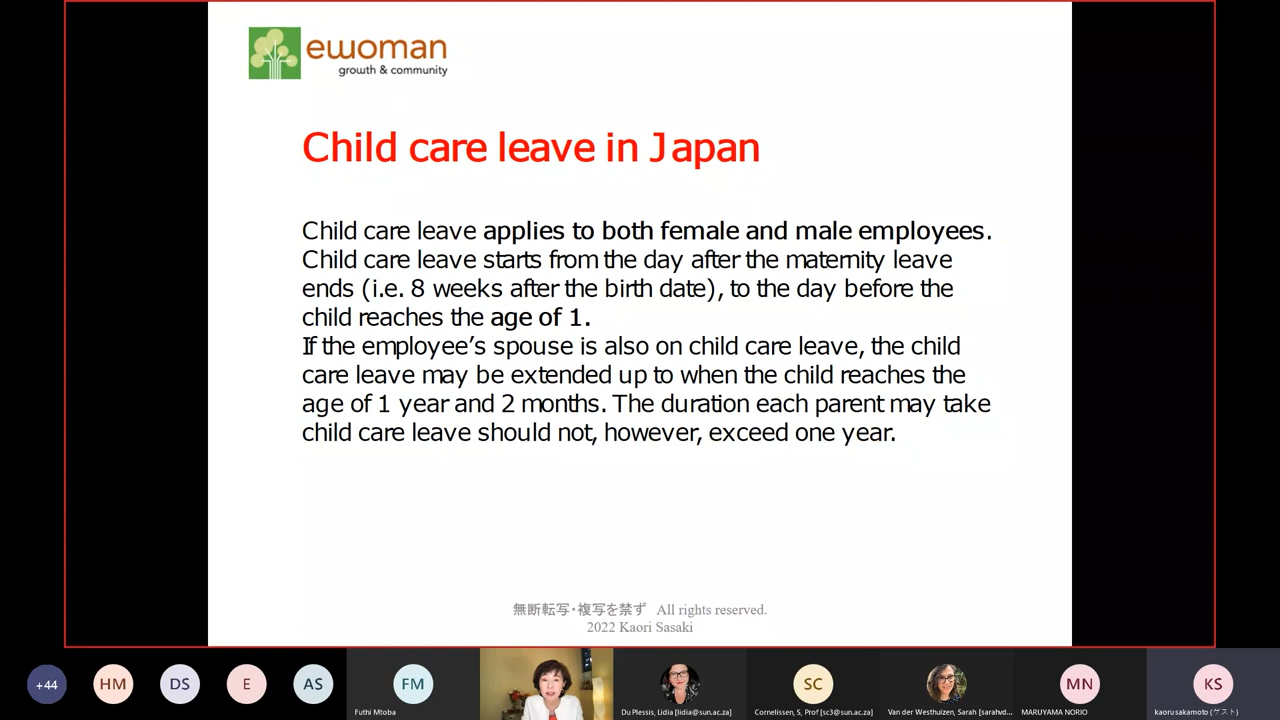 ewoman
growth & community
Child care leave in Japan
Child care leave applies to both female and male employees.
Child care leave starts from the day after the maternity leave
ends (i.e. 8 weeks after the birth date), to the day before the
child reaches the age of 1.
If the employee's spouse is also on child care leave, the child
care leave may be extended up to when the child reaches the
age of 1 year and 2 months. The duration each parent may take
child care leave should not, however, exceed one year.
無断転写・複写を禁ず All rights reserved.
2022 Kaori Sasaki
+44
HM
DS
E
AS
FM
Futhi Mtoba
Du Plessis, Lidia [lidia@sun.ac.za]
SC
Cornelissen, S, Prof [sc3@sun.ac.za]
Van der Westhuizen, Sarah [sarahvd...
MN
MARUYAMA NORIO
KS
kaoru sakamoto (ゲスト)